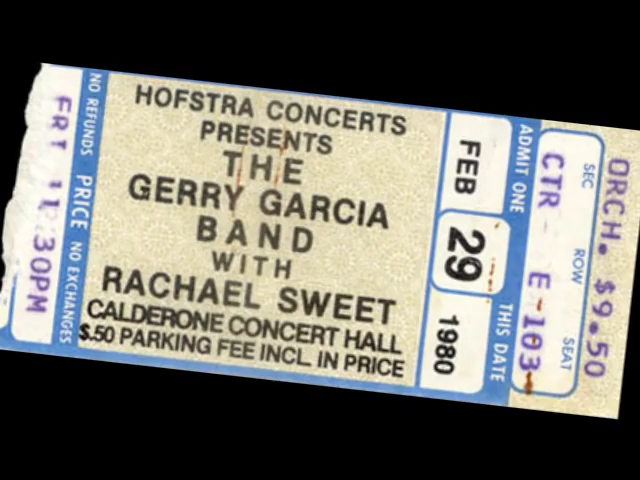 FRI 11 30PM
NO REFUNDS PRICE NO EXCHANGES
HOFSTRA CONCERTS
PRESENTS
THE
GERRY GARCIA
BAND
WITH
RACHAEL SWEET
CALDERONE CONCERT HALL
$.50 PARKING FEE INCL. IN PRICE
FEB 29 1980
ADMIT ONE THIS DATE
CTR E-103
SEC ROW SEAT
ORCH. $9.50